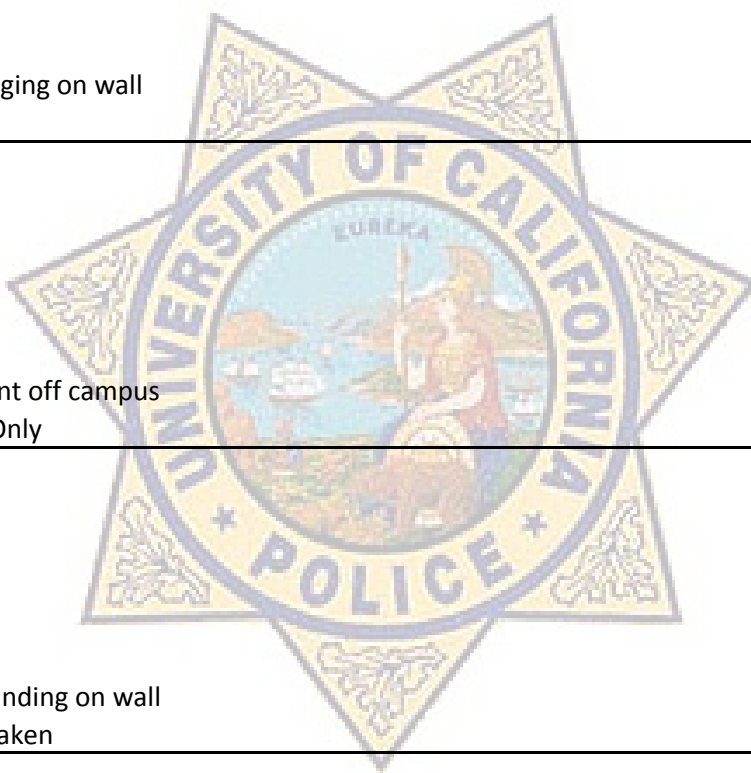 ging on wall
UNIVERSITY OF CALIFORNIA
EUREKA
nt off campus
Only
POLICE
nding on wall
aken